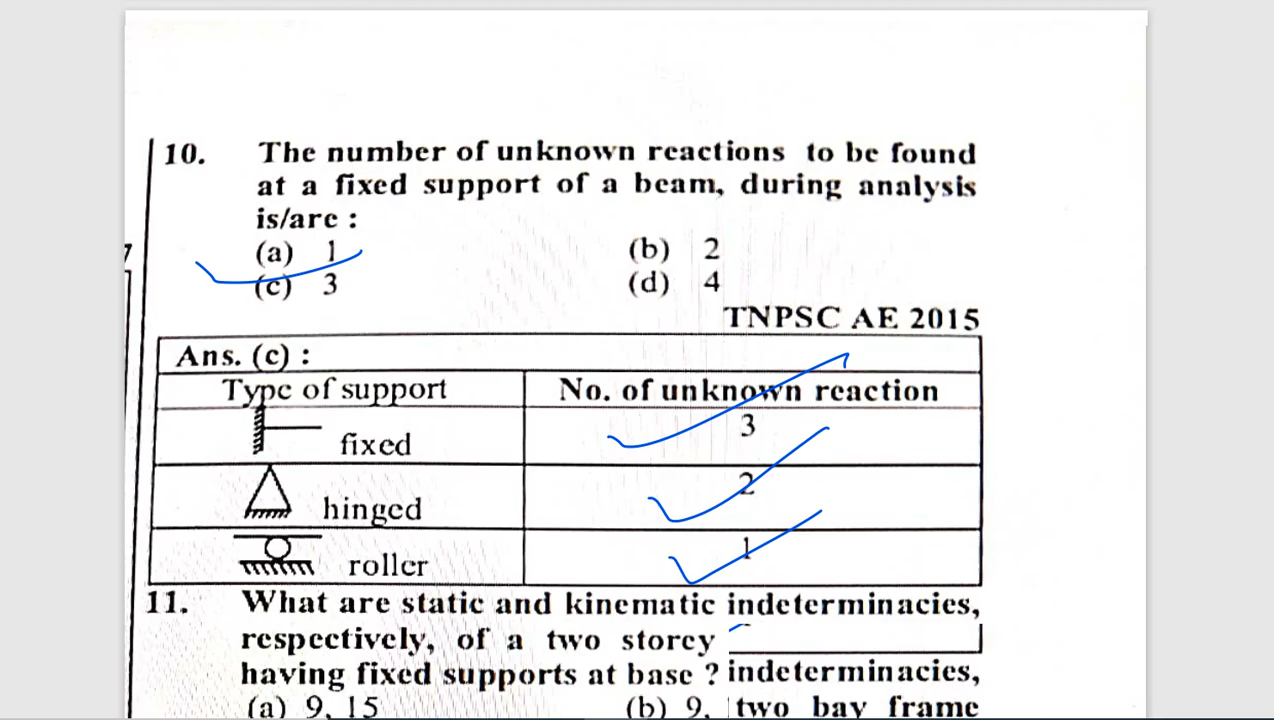 10. The number of unknown reactions to be found
at a fixed support of a beam, during analysis
is/are :
(a) 1 (b) 2
(c) 3 (d) 4
TNPSC AE 2015
Ans. (c) :
Type of support No. of unknown reaction
fixed 3
hinged 2
roller 1
11. What are static and kinematic indeterminacies,
respectively, of a two storey
having fixed supports at base ? indeterminacies,
(a) 9, 15 (b) 9, two bay frame